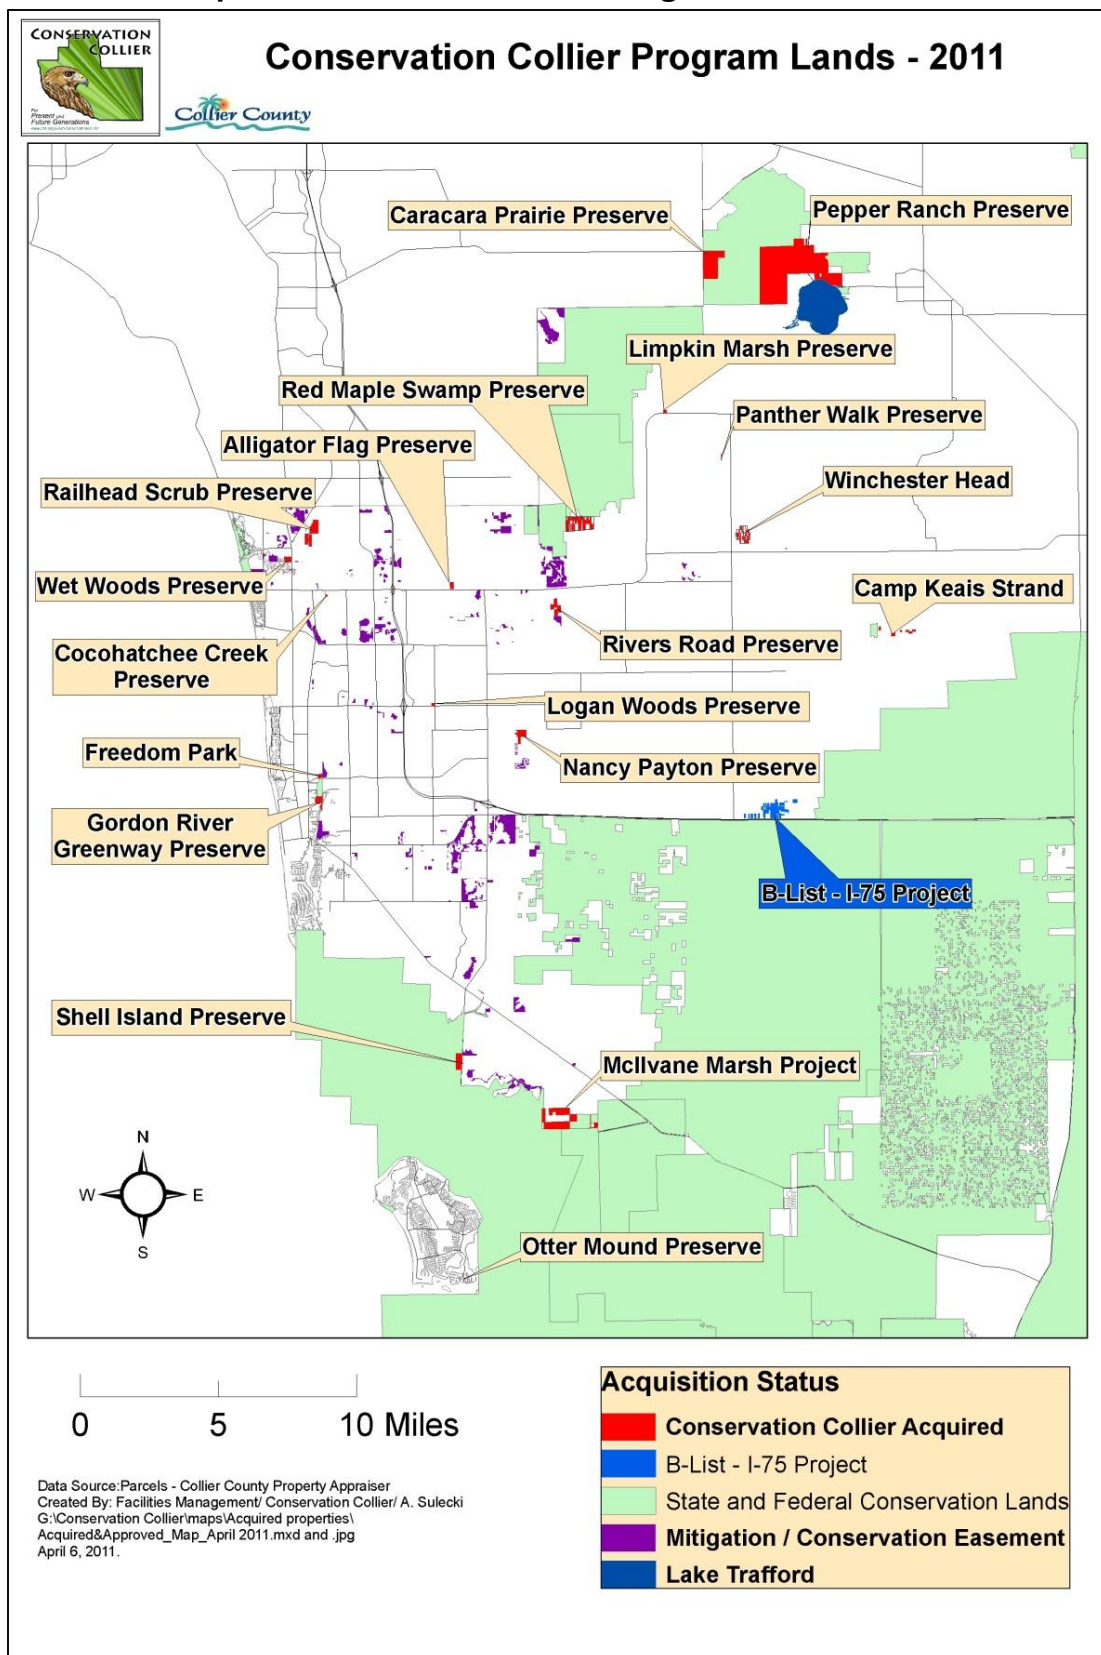 CONSERVATION
COLLIER
For
Present and
Future Generations
Collier County
Conservation Collier Program Lands - 2011
Caracara Prairie Preserve
Pepper Ranch Preserve
Limpkin Marsh Preserve
Red Maple Swamp Preserve
Panther Walk Preserve
Alligator Flag Preserve
Winchester Head
Railhead Scrub Preserve
Wet Woods Preserve
Camp Keais Strand
Rivers Road Preserve
Cocohatchee Creek
Preserve
Logan Woods Preserve
Freedom Park
Nancy Payton Preserve
Gordon River
Greenway Preserve
B-List - I-75 Project
Shell Island Preserve
McIlvane Marsh Project
N
W
E
S
Otter Mound Preserve
0 5 10 Miles
Data Source:Parcels - Collier County Property Appraiser
Created By: Facilities Management/ Conservation Collier/ A. Sulecki
G:\Conservation Collier\maps\Acquired properties\
Acquired&Approved_Map_April 2011.mxd and .jpg
April 6, 2011.
Acquisition Status
Conservation Collier Acquired
B-List - I-75 Project
State and Federal Conservation Lands
Mitigation / Conservation Easement
Lake Trafford